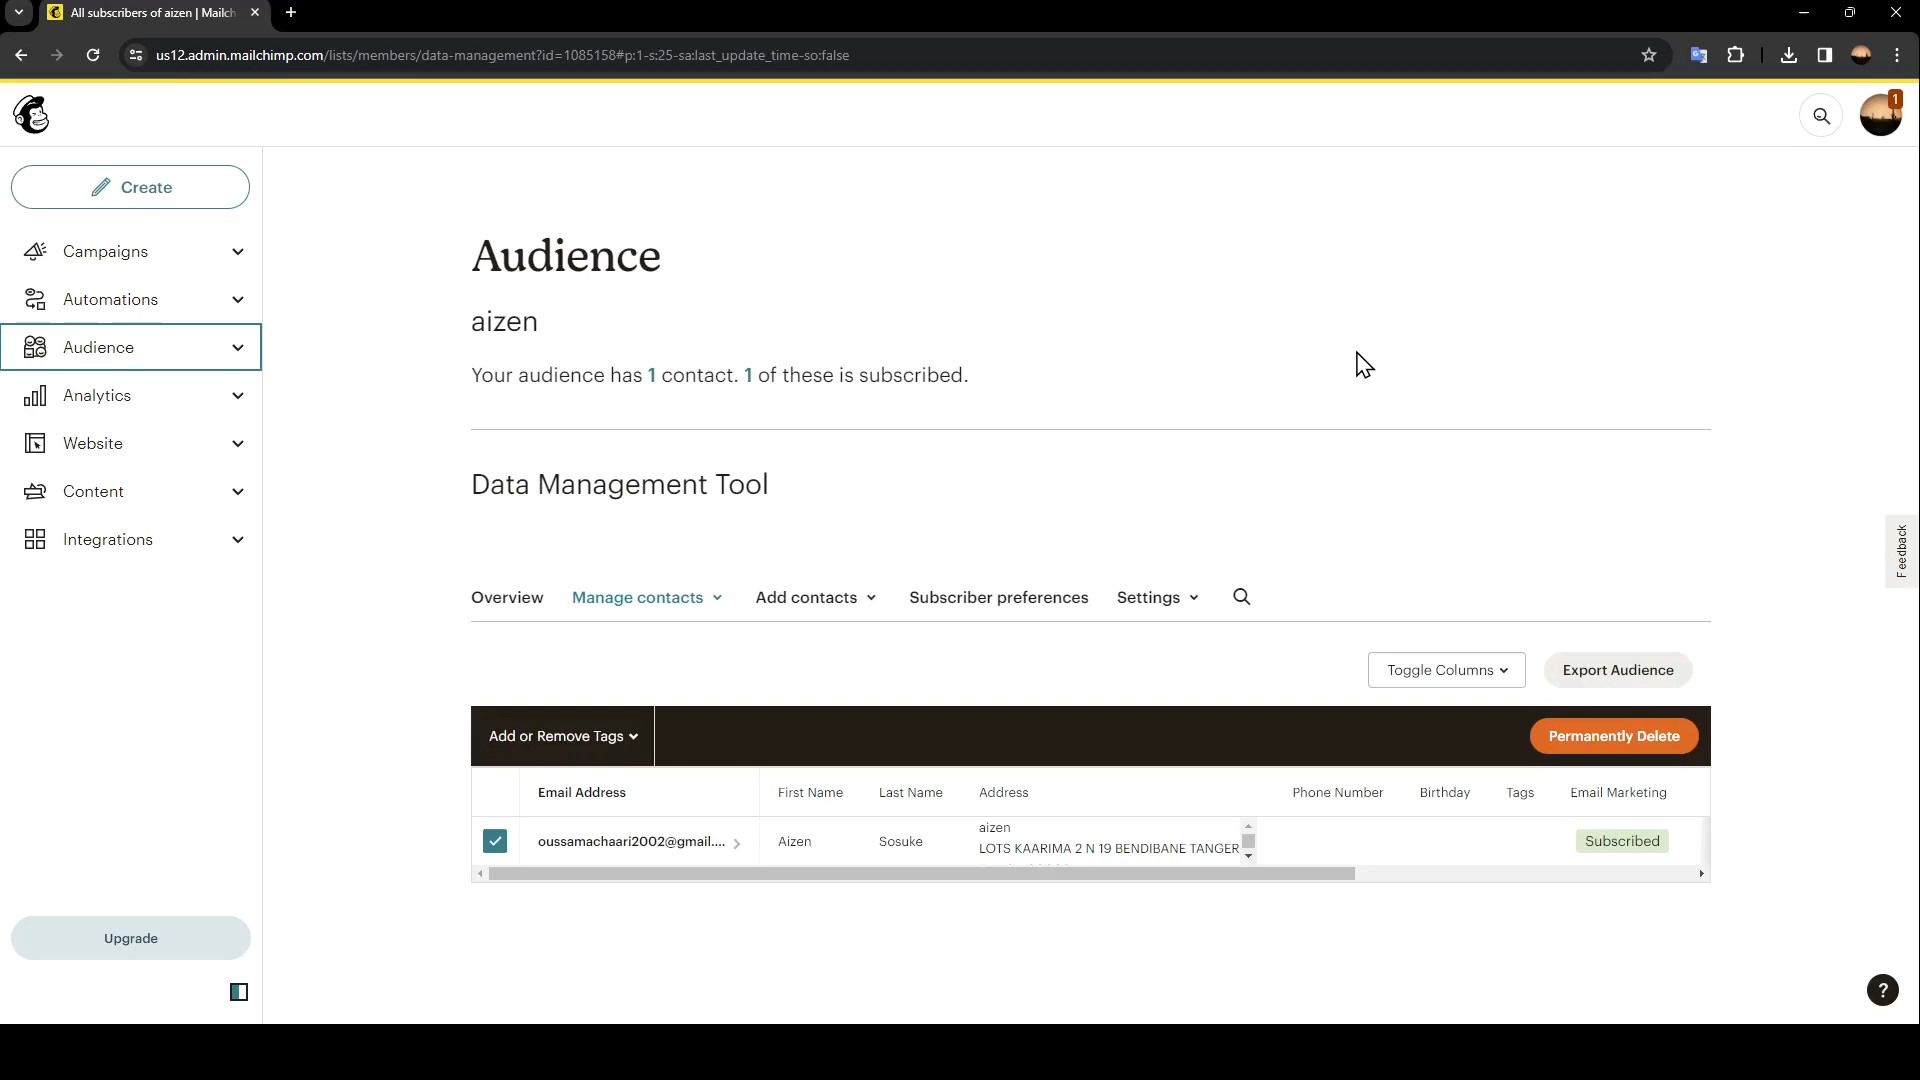 All subscribers of aizen | Mailch
us12.admin.mailchimp.com/lists/members/data-management?id=1085158#p:1-s:25-sa:last_update_time-so:false
1
Create
Campaigns
Automations
Audience
Analytics
Website
Content
Integrations
Upgrade
Audience
aizen
Your audience has 1 contact. 1 of these is subscribed.
Data Management Tool
Overview Manage contacts Add contacts Subscriber preferences Settings
Toggle Columns Export Audience
Add or Remove Tags Permanently Delete
Email Address First Name Last Name Address Phone Number Birthday Tags Email Marketing
aizen
oussamachaari2002@gmail.... Aizen Sosuke LOTS KAARIMA 2 N 19 BENDIBANE TANGER Subscribed
Feedback
?